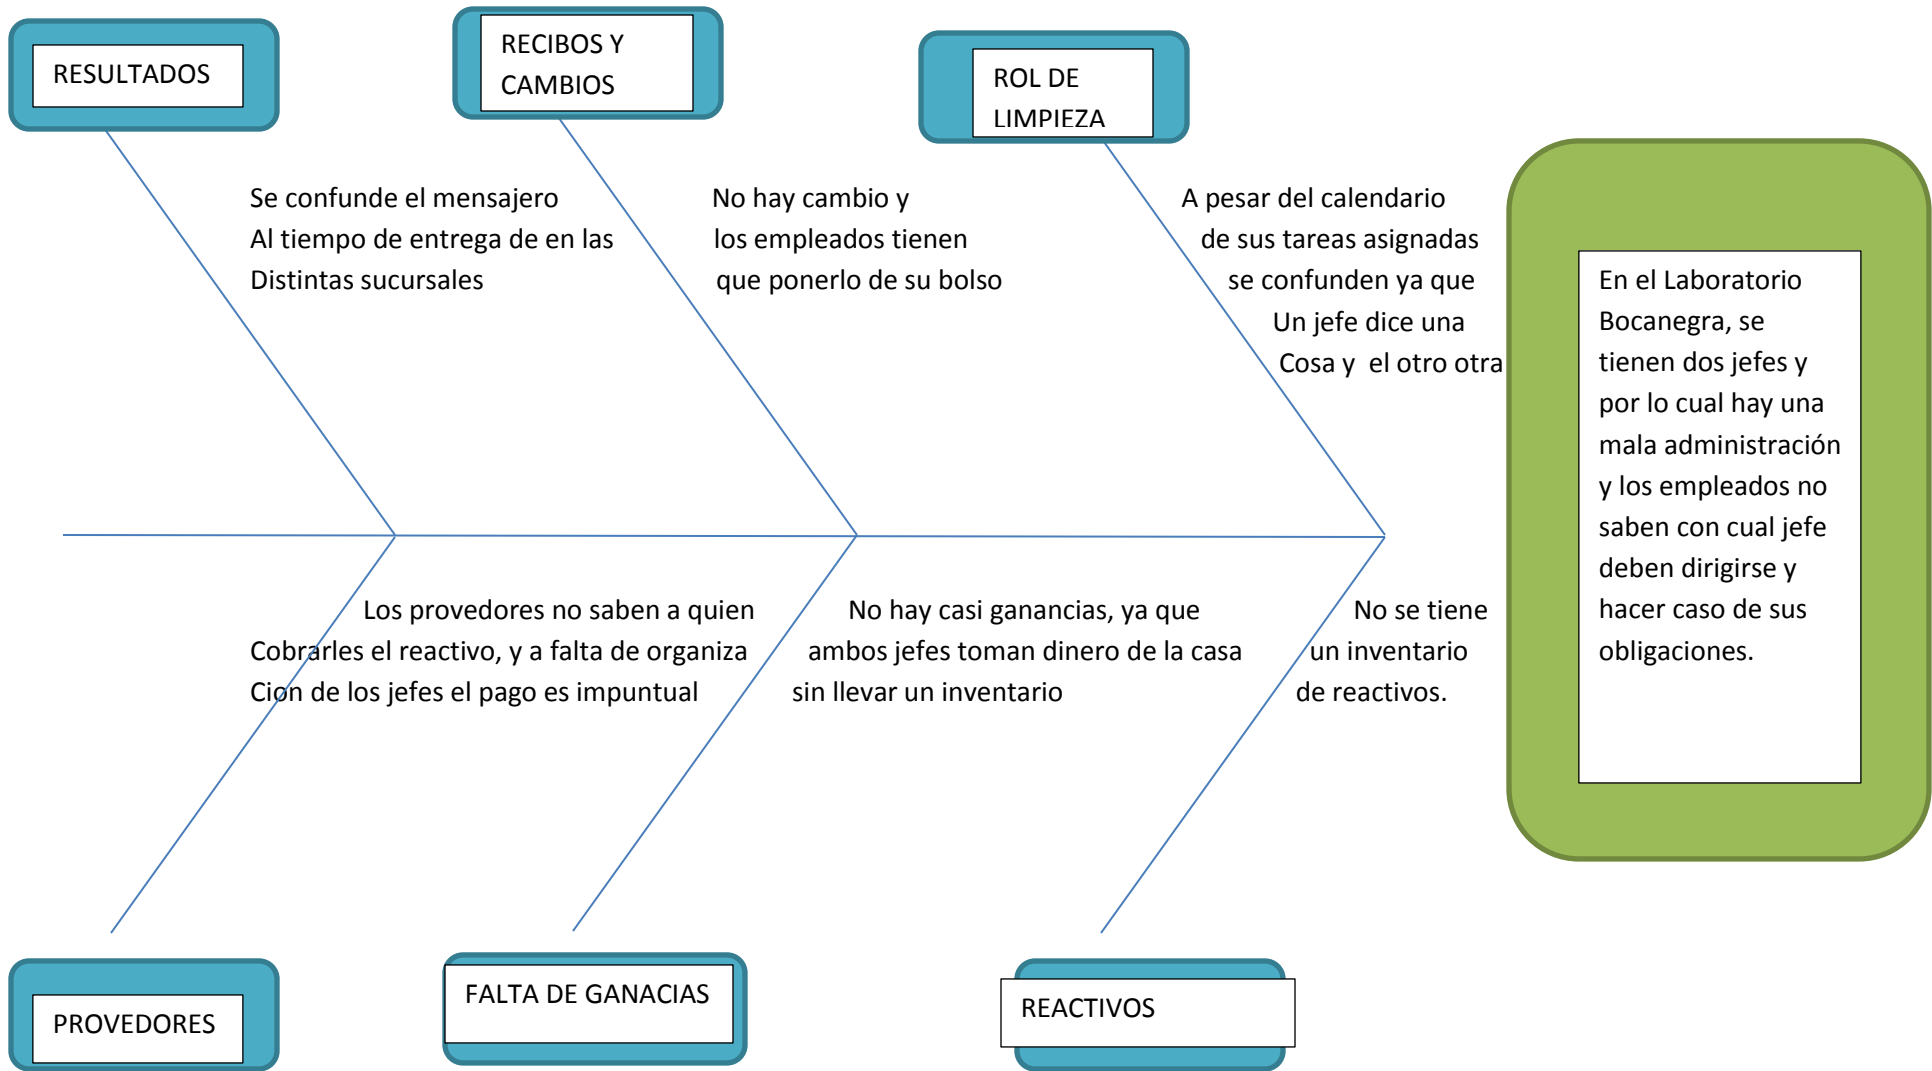 RESULTADOS
RECIBOS Y
CAMBIOS
ROL DE
LIMPIEZA
Se confunde el mensajero
Al tiempo de entrega de en las
Distintas sucursales
No hay cambio y
los empleados tienen
que ponerlo de su bolso
A pesar del calendario
de sus tareas asignadas
se confunden ya que
Un jefe dice una
Cosa y el otro otra
En el Laboratorio
Bocanegra, se
tienen dos jefes y
por lo cual hay una
mala administración
y los empleados no
saben con cual jefe
deben dirigirse y
hacer caso de sus
obligaciones.
Los provedores no saben a quien
Cobrarles el reactivo, y a falta de organiza
Cion de los jefes el pago es impuntual
No hay casi ganancias, ya que
ambos jefes toman dinero de la casa
sin llevar un inventario
No se tiene
un inventario
de reactivos.
PROVEDORES
FALTA DE GANACIAS
REACTIVOS